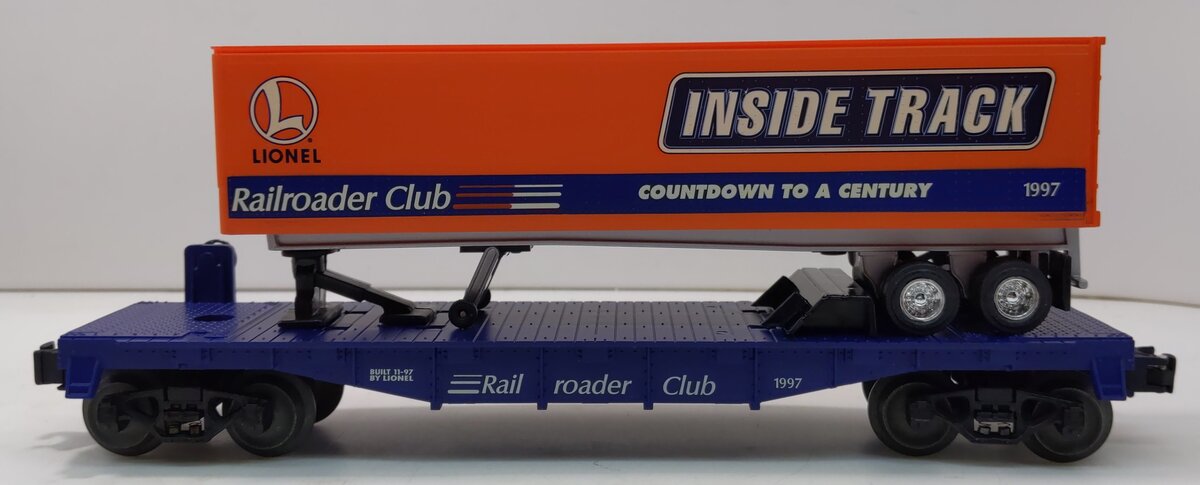 INSIDE TRACK
LIONEL
Railroader Club
COUNTDOWN TO A CENTURY
1997
BUILT 11-97
BY LIONEL
Rail roader Club
1997